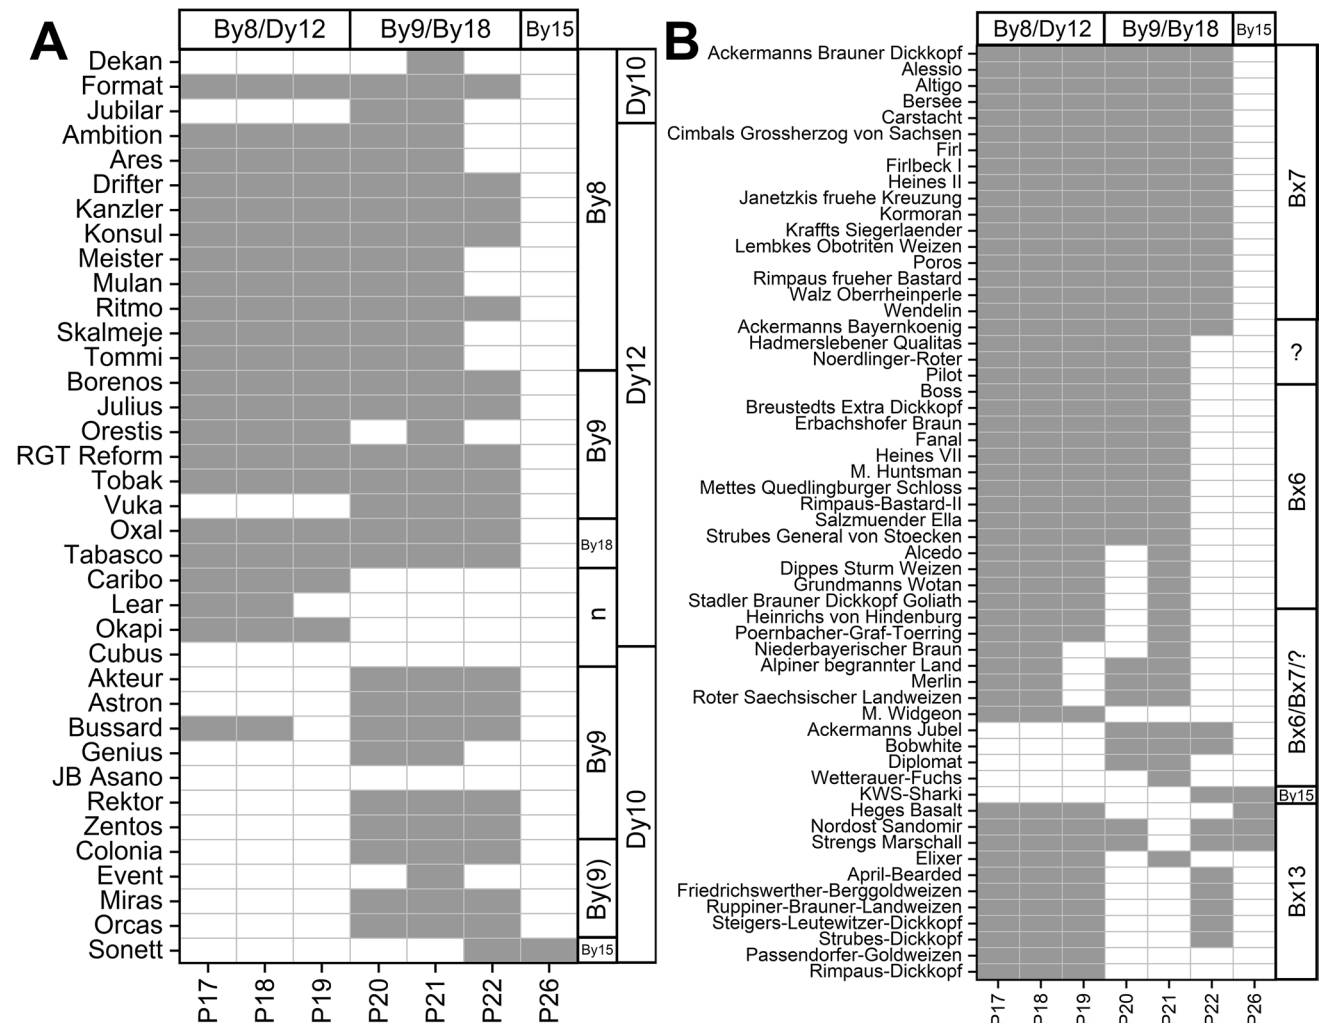 A
By8/Dy12 By9/By18 By15
Dekan
Format
Jubilar
Ambition
Ares
Drifter
Kanzler
Konsul
Meister
Mulan
Ritmo
Skalmeje
Tommi
Borenos
Julius
Orestis
RGT Reform
Tobak
Vuka
Oxal
Tabasco
Caribo
Lear
Okapi
Cubus
Akteur
Astron
Bussard
Genius
JB Asano
Rektor
Zentos
Colonia
Event
Miras
Orcas
Sonett
By8
By9
By18
n
By9
By(9)
By15
Dy10
Dy12
Dy10
P17 P18 P19 P20 P21 P22 P26
B
By8/Dy12 By9/By18 By15
Ackermanns Brauner Dickkopf
Alessio
Altigo
Bersee
Carstacht
Cimbals Grossherzog von Sachsen
Firl
Firlbeck I
Heines II
Janetzkis fruehe Kreuzung
Kormoran
Kraffts Siegerlaender
Lembkes Obotriten Weizen
Poros
Rimpaus frueher Bastard
Walz Oberrheinperle
Wendelin
Ackermanns Bayernkoenig
Hadmerslebener Qualitas
Noerdlinger-Roter
Pilot
Boss
Breustedts Extra Dickkopf
Erbachshofer Braun
Fanal
Heines VII
M. Huntsman
Mettes Quedlingburger Schloss
Rimpaus-Bastard-II
Salzmuender Ella
Strubes General von Stoecken
Alcedo
Dippes Sturm Weizen
Grundmanns Wotan
Stadler Brauner Dickkopf Goliath
Heinrichs von Hindenburg
Poernbacher-Graf-Toerring
Niederbayerischer Braun
Alpiner begrannter Land
Merlin
Roter Saechsischer Landweizen
M. Widgeon
Ackermanns Jubel
Bobwhite
Diplomat
Wetterauer-Fuchs
KWS-Sharki
Heges Basalt
Nordost Sandomir
Strengs Marschall
Elixer
April-Bearded
Friedrichswerther-Berggoldweizen
Ruppiner-Brauner-Landweizen
Steigers-Leutewitzer-Dickkopf
Strubes-Dickkopf
Passendorfer-Goldweizen
Rimpaus-Dickkopf
Bx7
?
Bx6
Bx6/Bx7/?
By15
Bx13
P17 P18 P19 P20 P21 P22 P26